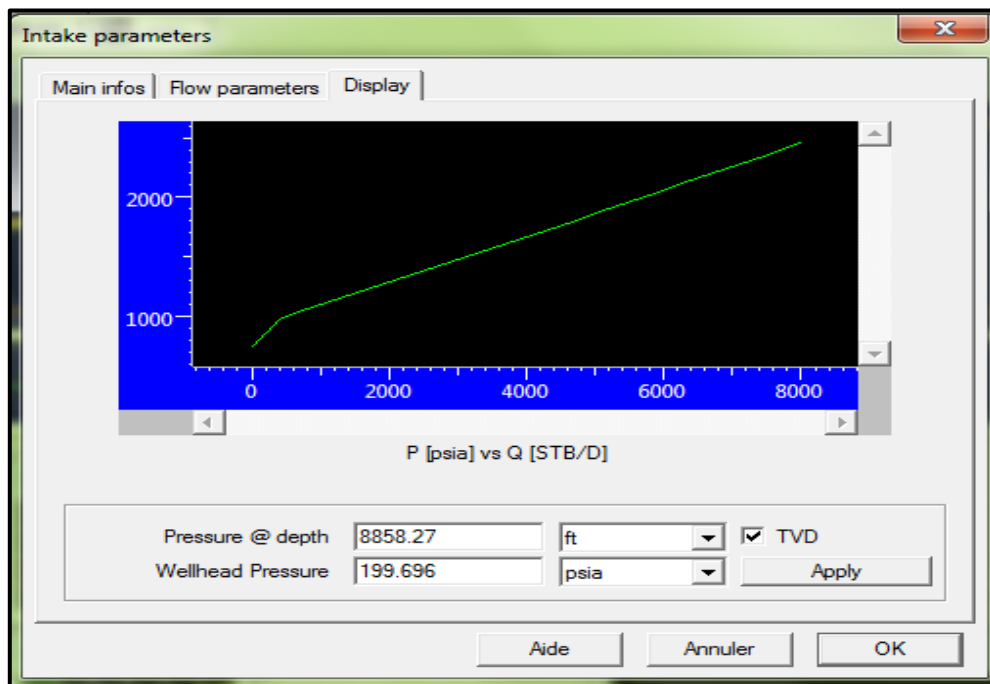 Intake parameters
Main infos Flow parameters Display
2000
1000
0 2000 4000 6000 8000
P [psia] vs Q [STB/D]
Pressure @ depth 8858.27 ft TVD
Wellhead Pressure 199.696 psia Apply
Aide Annuler OK